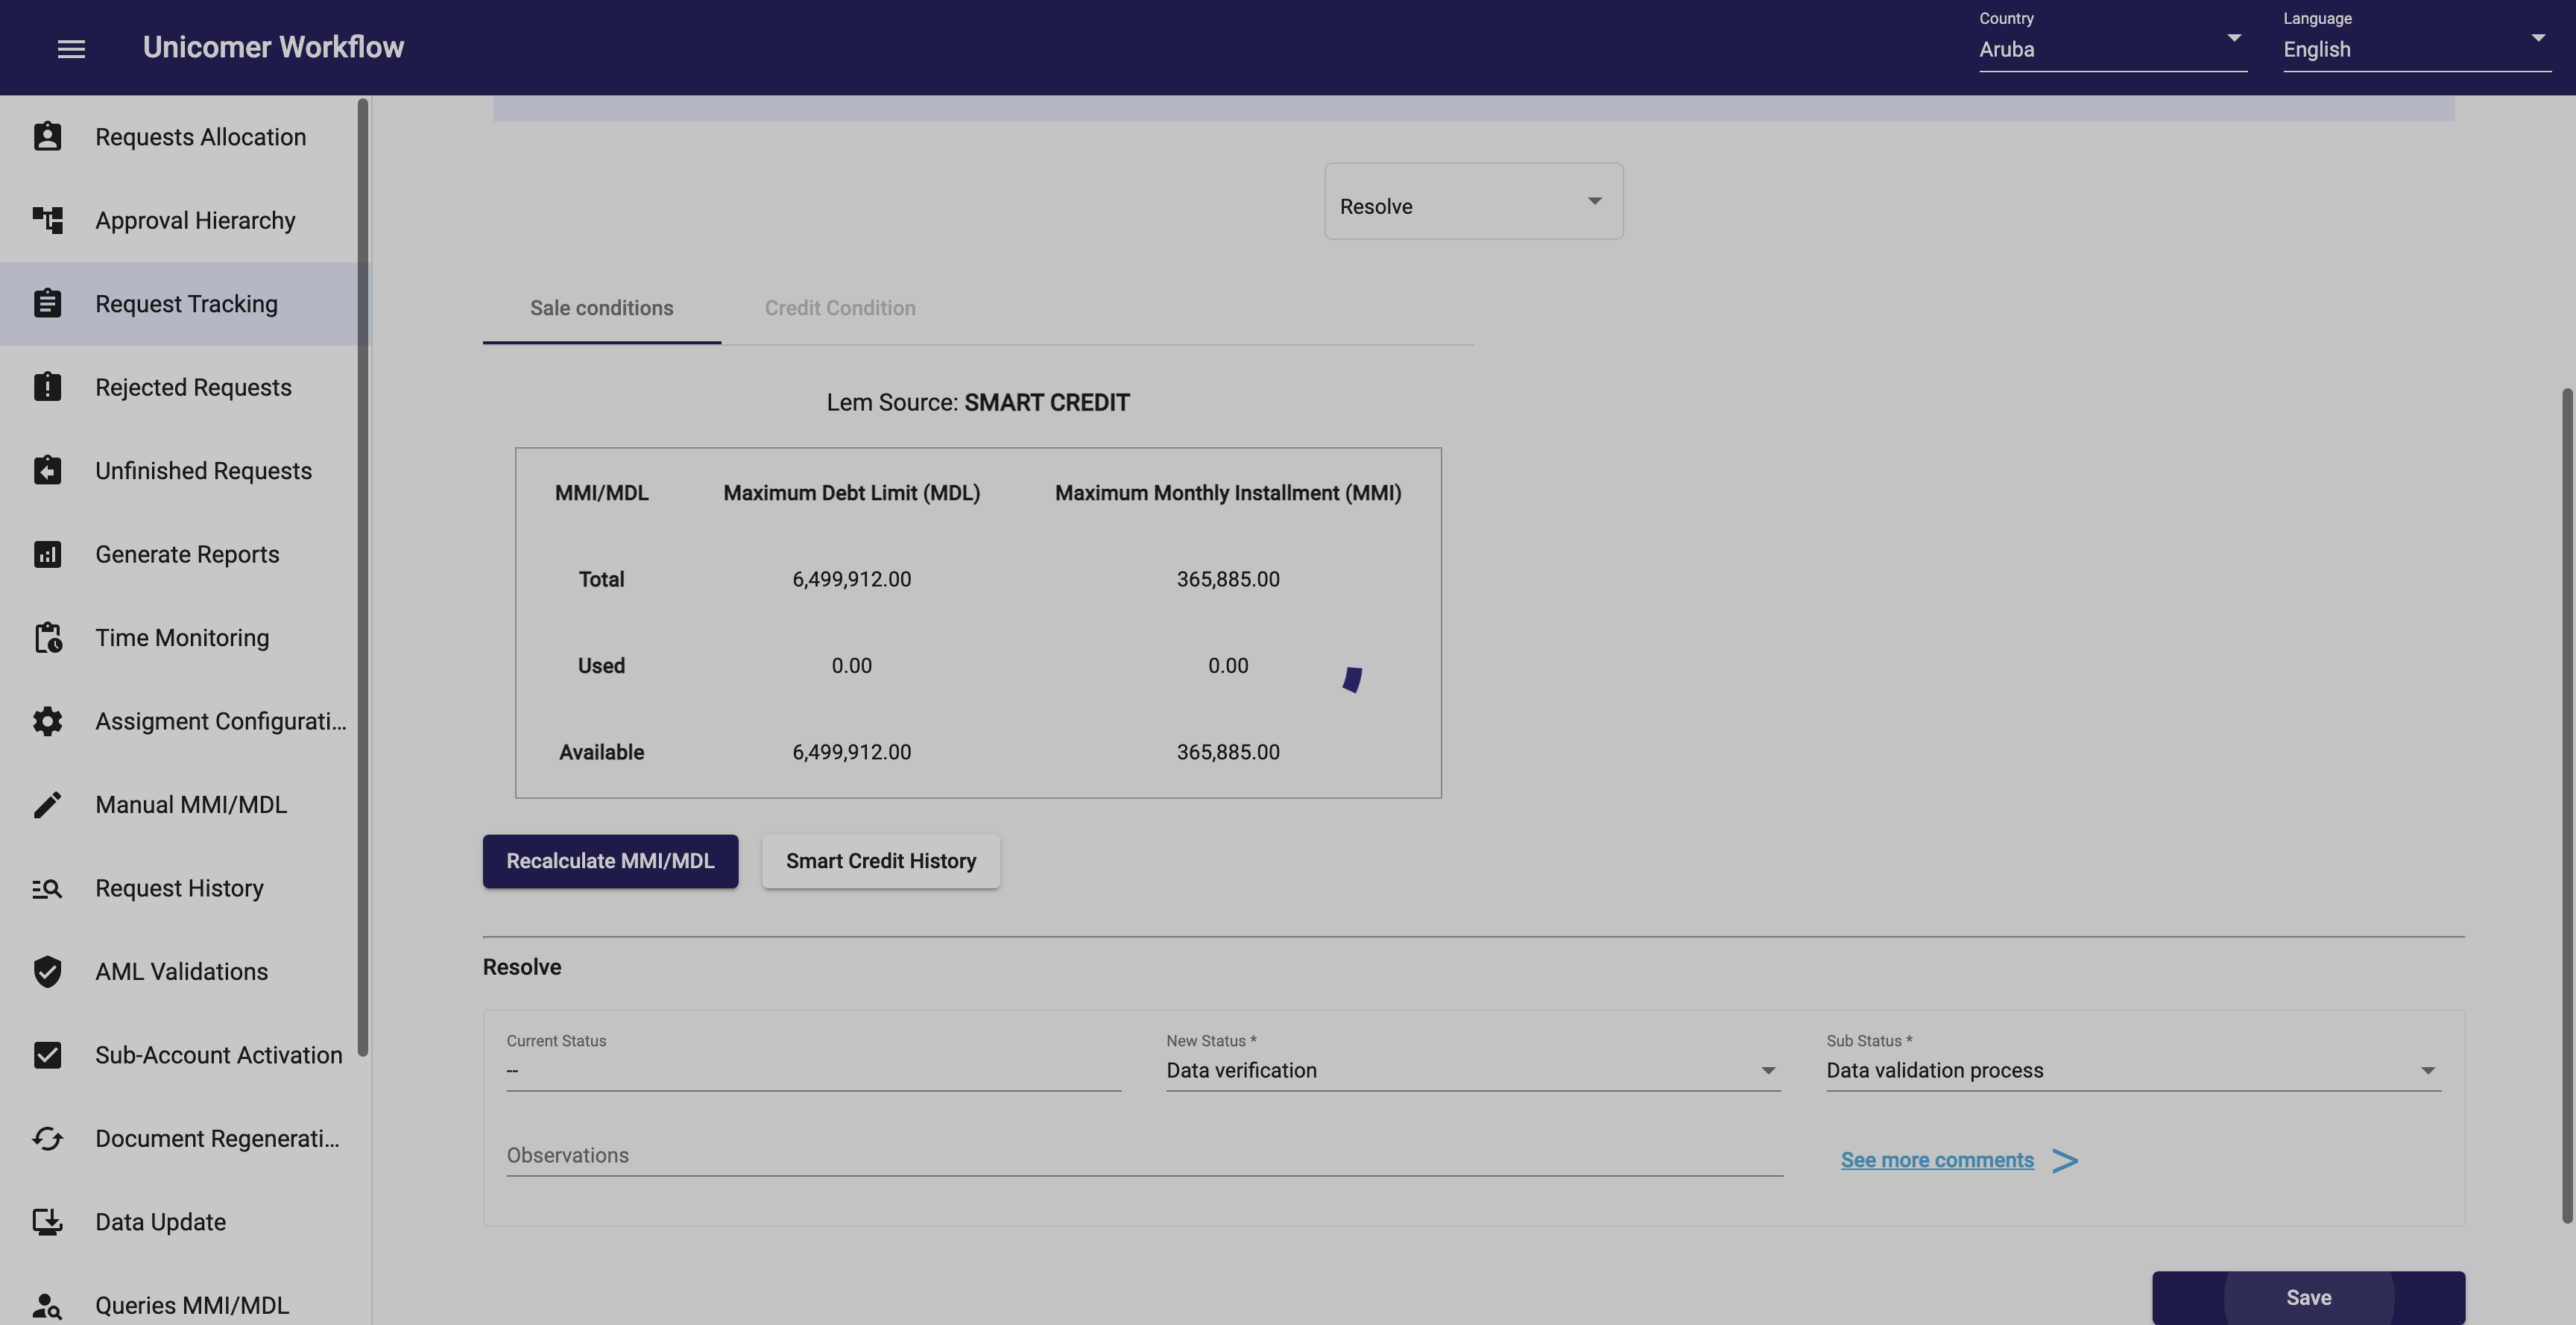 Unicomer Workflow
Country
Aruba
Language
English
Requests Allocation
Approval Hierarchy
Request Tracking
Rejected Requests
Unfinished Requests
Generate Reports
Time Monitoring
Assigment Configurati...
Manual MMI/MDL
Request History
AML Validations
Sub-Account Activation
Document Regenerati...
Data Update
Queries MMI/MDL
Resolve
Sale conditions
Credit Condition
Lem Source: SMART CREDIT
MMI/MDL Maximum Debt Limit (MDL) Maximum Monthly Installment (MMI)
Total 6,499,912.00 365,885.00
Used 0.00 0.00
Available 6,499,912.00 365,885.00
Recalculate MMI/MDL
Smart Credit History
Resolve
Current Status
--
New Status *
Data verification
Sub Status *
Data validation process
Observations
See more comments >
Save